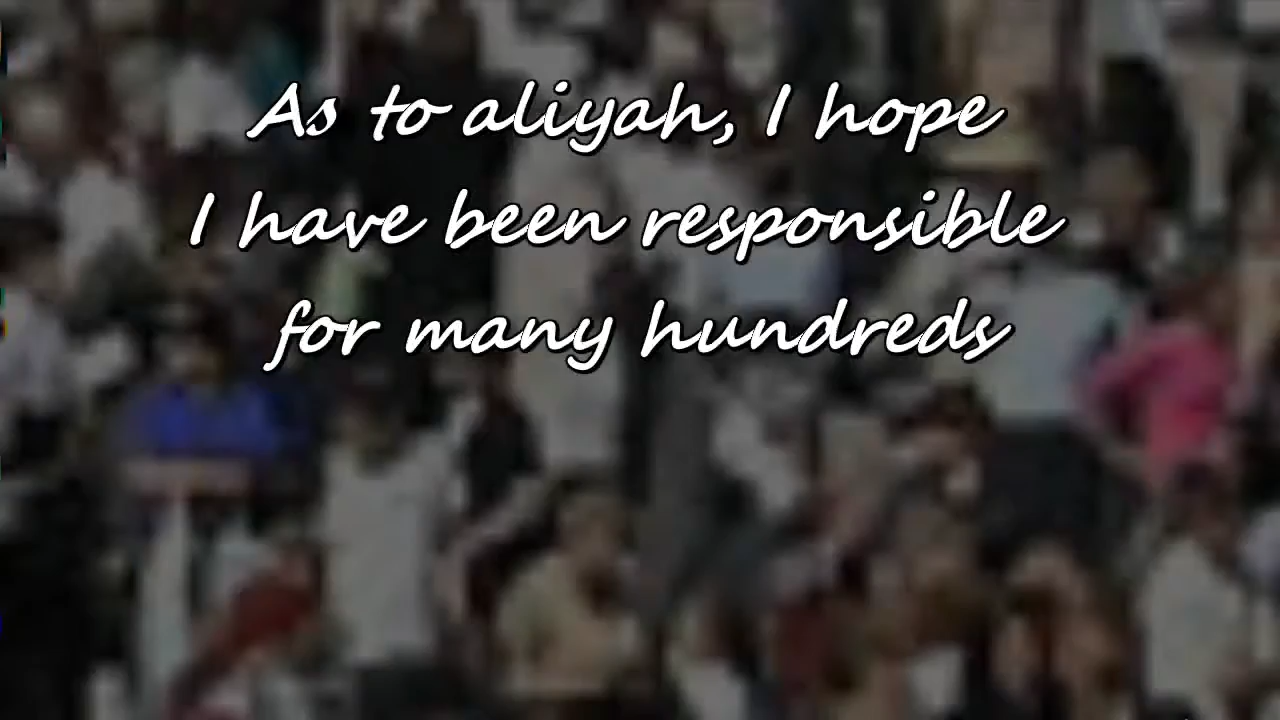 As to aliyah, I hope
I have been responsible
for many hundreds